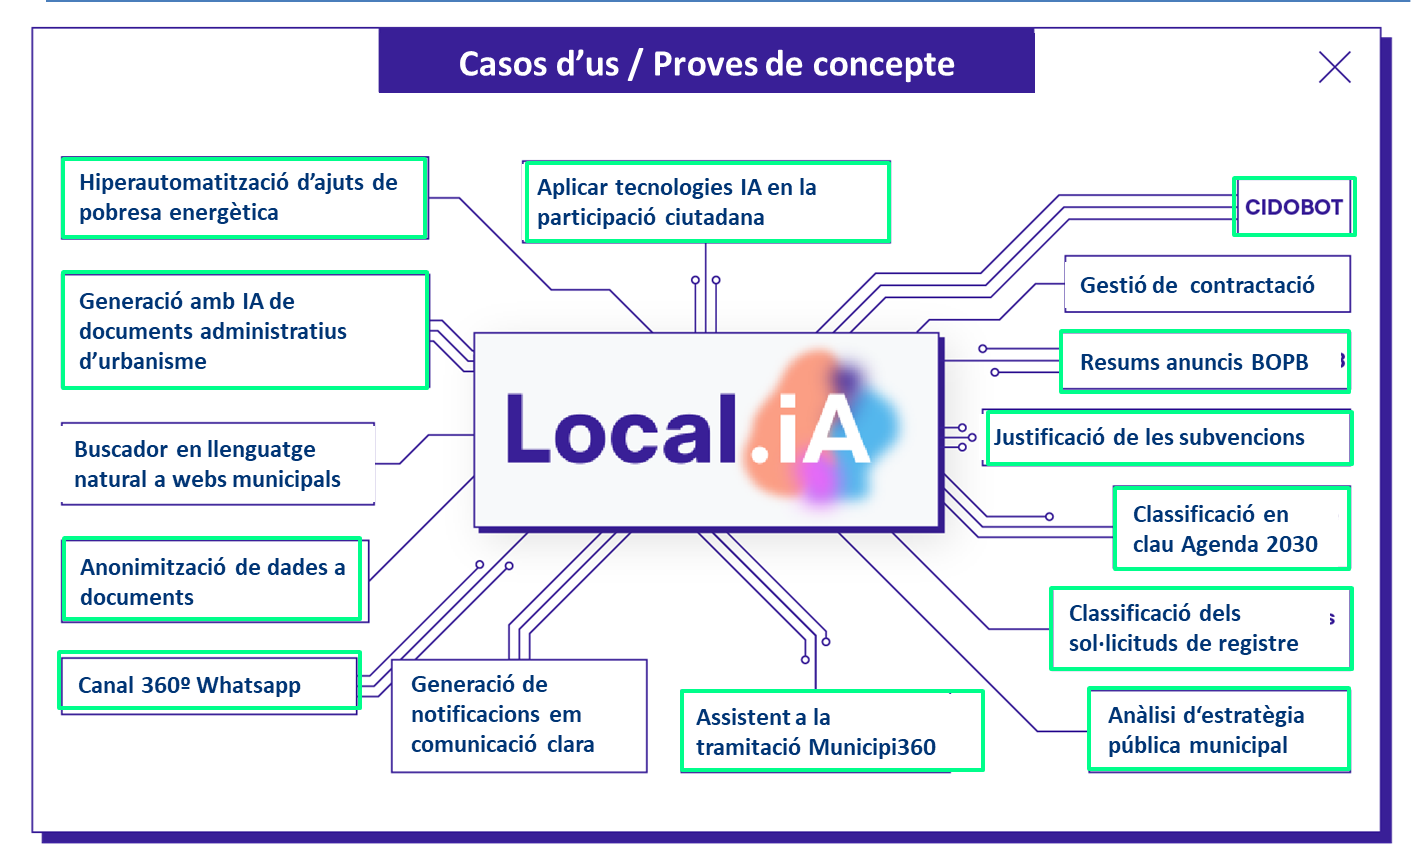 Casos d'us / Proves de concepte
Hiperautomatització d'ajuts de
pobresa energètica
Aplicar tecnologies IA en la
participació ciutadana
CIDOBOT
Generació amb IA de
documents administratius
d'urbanisme
Gestió de contractació
Resums anuncis BOPB
Local.iA
Buscador en llenguatge
natural a webs municipals
Justificació de les subvencions
Classificació en
clau Agenda 2030
Anonimització de dades a
documents
Classificació dels
sol·licituds de registre
s
Canal 360º Whatsapp
Generació de
notificacions em
comunicació clara
Assistent a la
tramitació Municipi360
Anàlisi d'estratègia
pública municipal